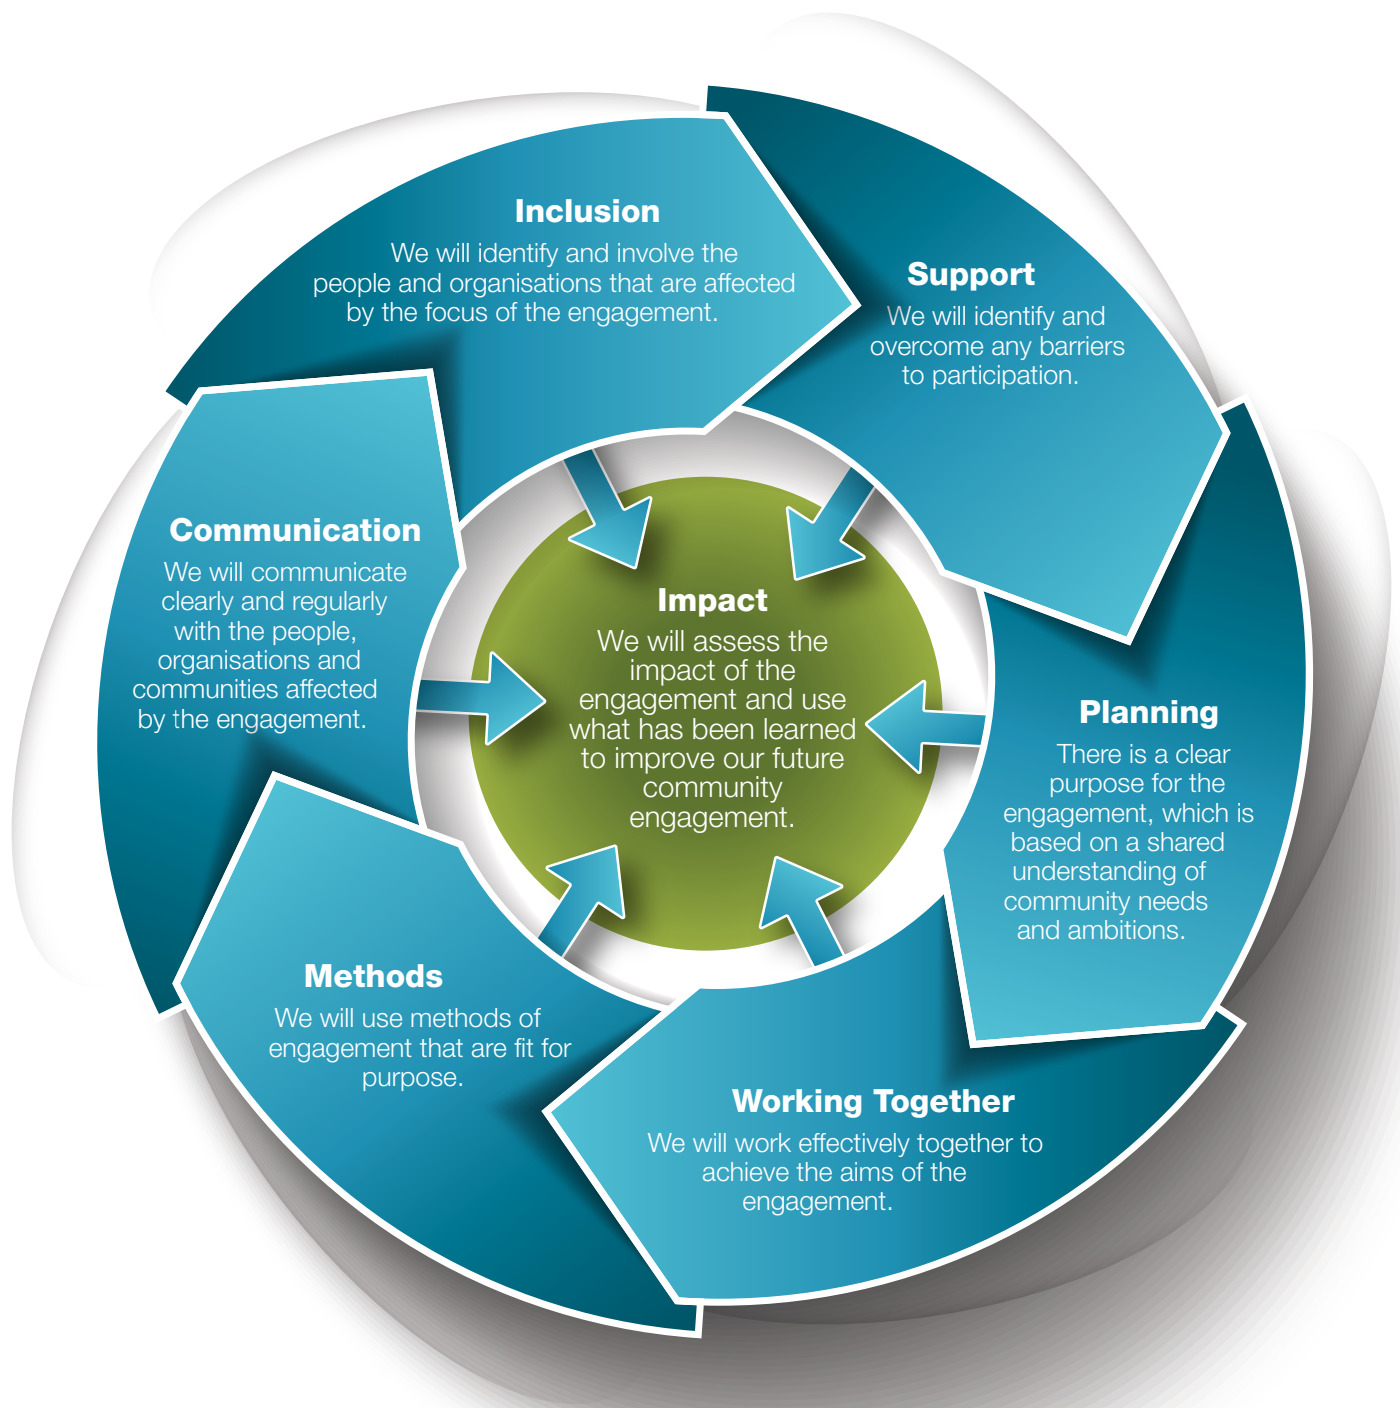 Inclusion
We will identify and involve the
people and organisations that are affected
by the focus of the engagement.
Support
We will identify and
overcome any barriers
to participation.
Planning
There is a clear
purpose for the
engagement, which is
based on a shared
understanding of
community needs
and ambitions.
Working Together
We will work effectively together to
achieve the aims of the
engagement.
Methods
We will use methods of
engagement that are fit for
purpose.
Communication
We will communicate
clearly and regularly
with the people,
organisations and
communities affected
by the engagement.
Impact
We will assess the
impact of the
engagement and use
what has been learned
to improve our future
community
engagement.